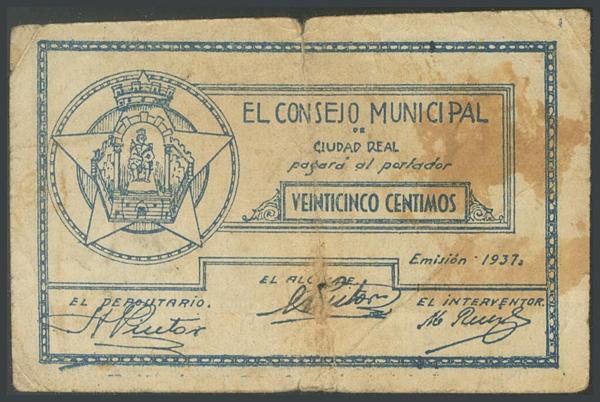 EL CONSEJO MUNICIPAL
DE
CIUDAD REAL
pagará al portador
VEINTICINCO CENTIMOS
Emisión 1937.
EL ALCALDE
EL DEPOSITARIO.
EL INTERVENTOR.